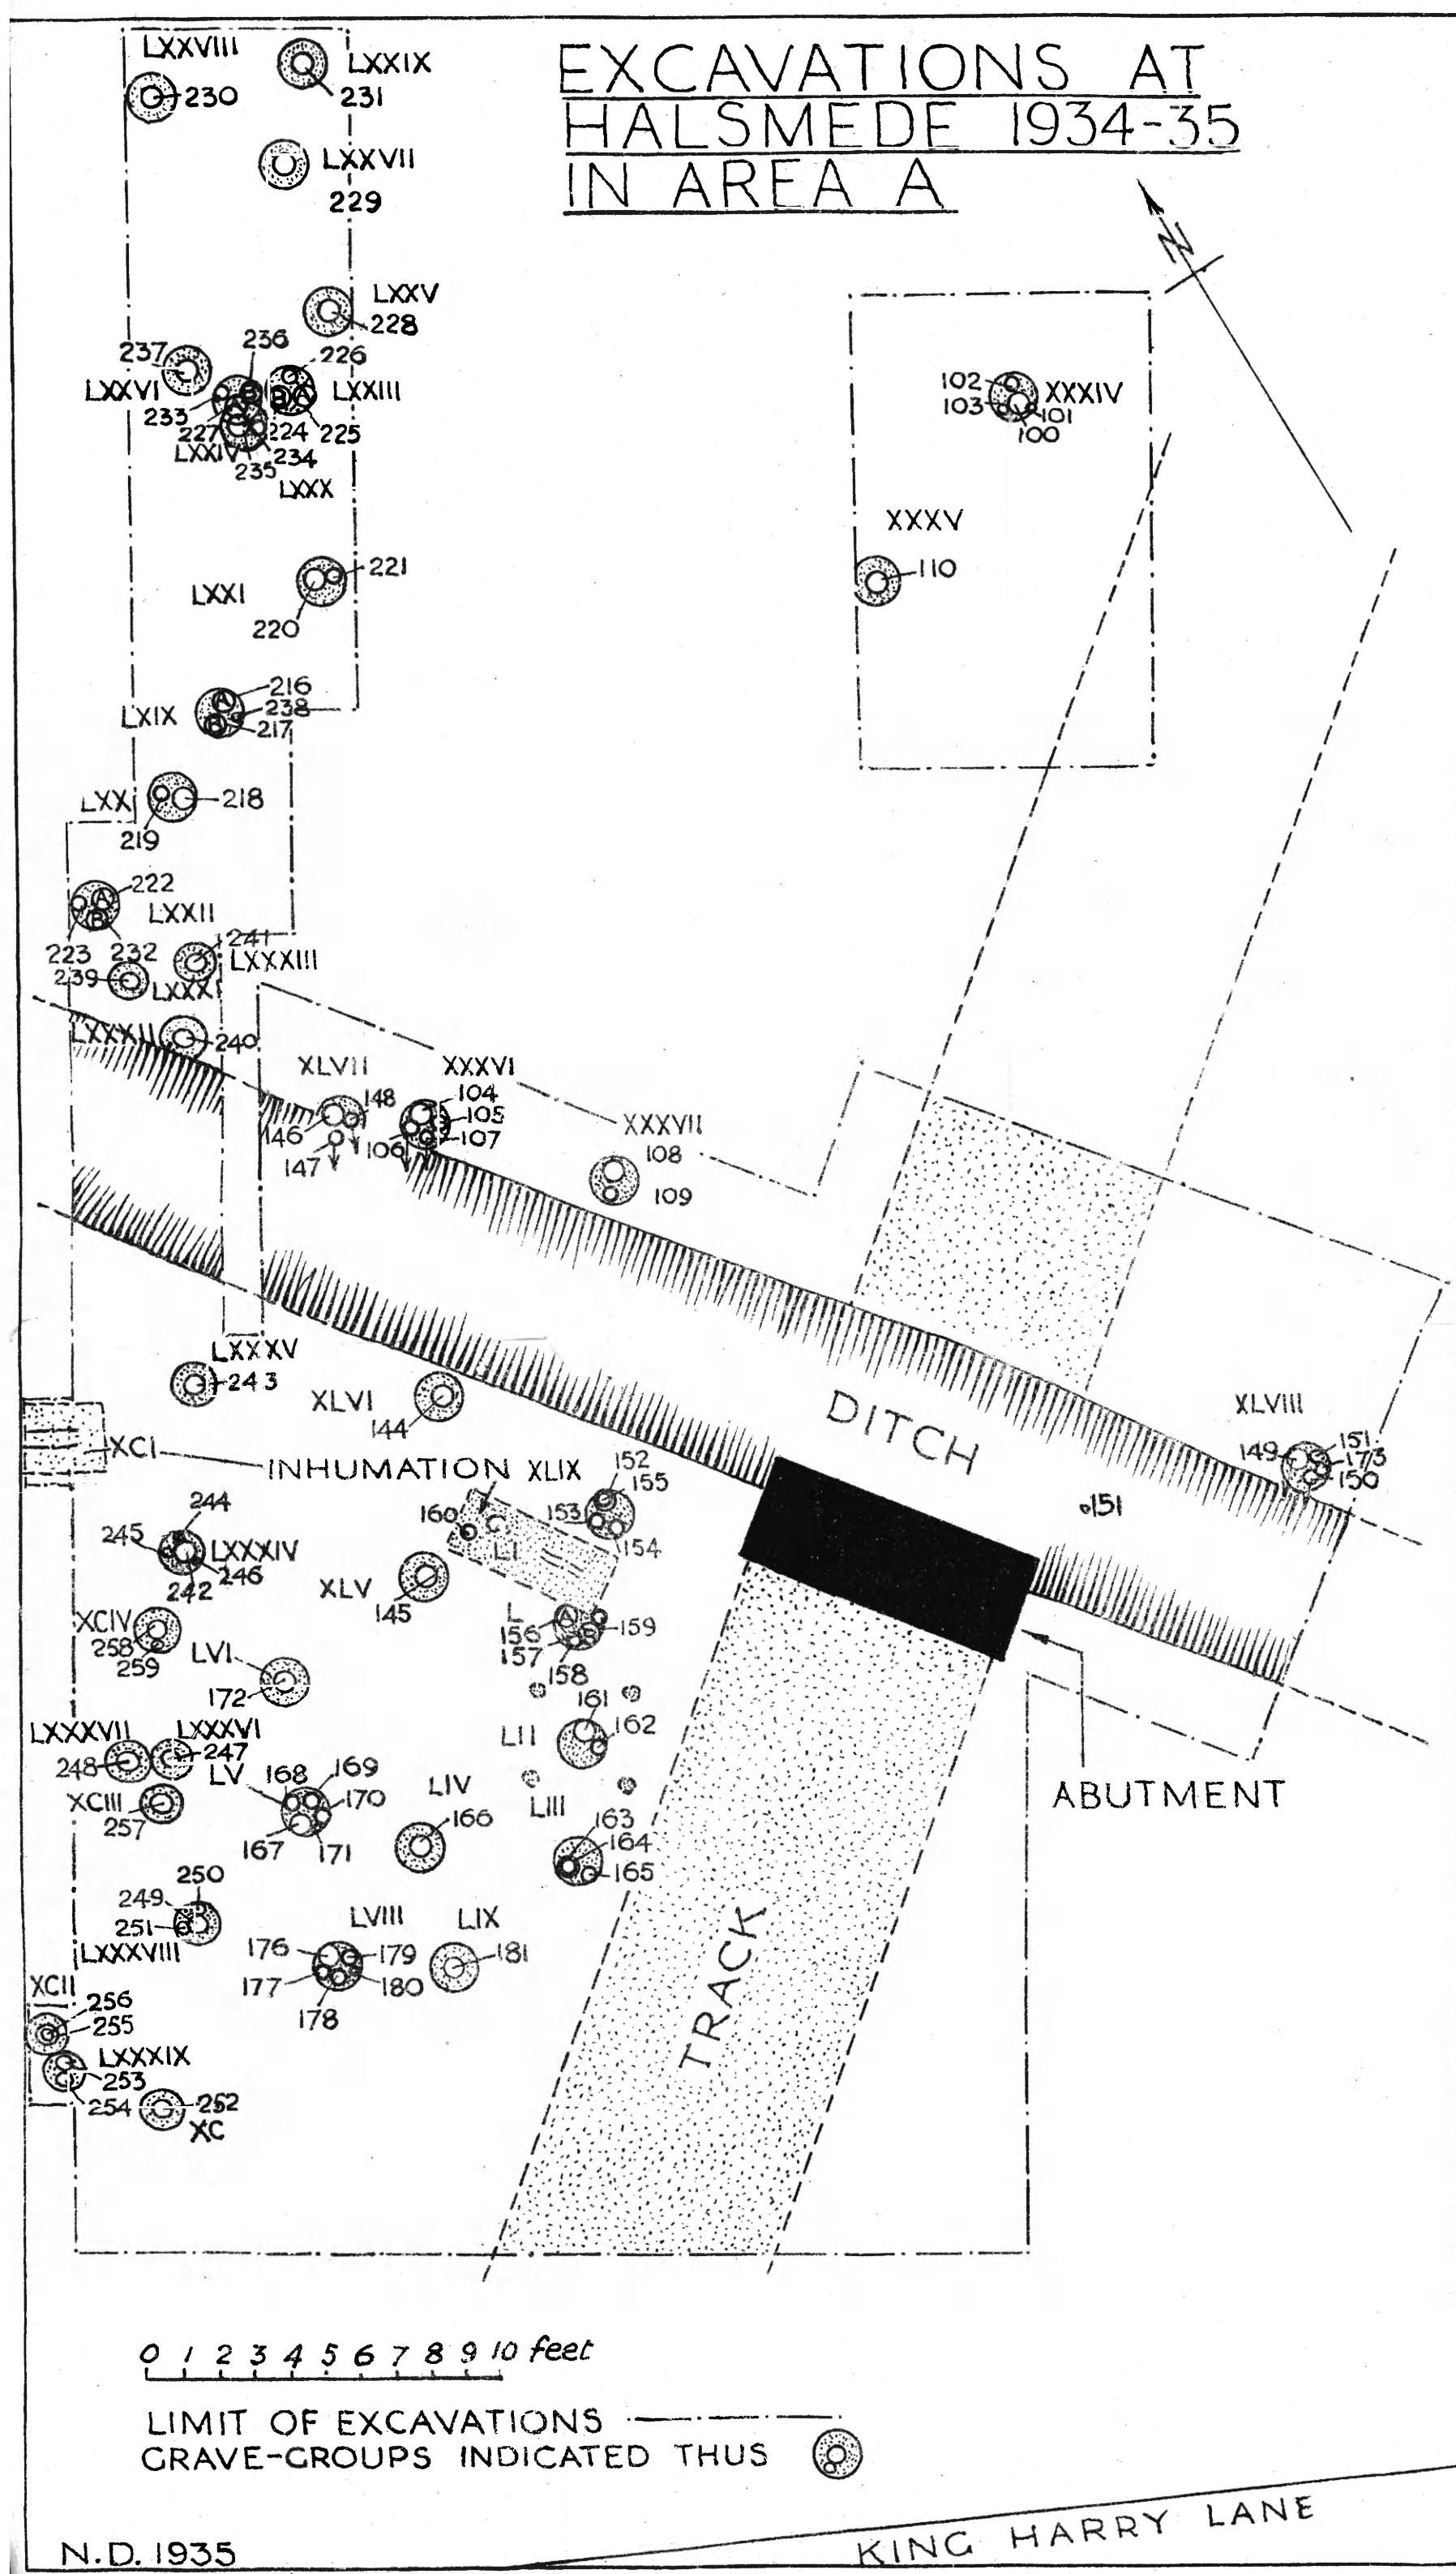 EXCAVATIONS AT
HALSMEDE 1934-35
IN AREA A
N
LXXVIII
230
LXXIX
231
LXXVII
229
LXXV
228
237
236
226
LXXVI
LXXIII
233
B
A
A
227
224
225
LXXIV
235
234
LXXX
102
XXXIV
103
101
100
XXXV
110
LXXI
221
220
LXIX
A
216
238
B
217
LXX
218
219
A
222
B
LXXII
223
232
241
LXXXIII
239
LXXXI
LXXXII
240
XLVII
XXXVI
148
104
105
146
107
147
106
XXXVII
108
109
LXXXV
243
XLVI
144
DITCH
XLVIII
149
151
173
150
151
XCI
INHUMATION
XLIX
152
155
153
154
160
LI
244
245
LXXXIV
246
242
XLV
145
L
A
156
B
159
157
158
XCIV
258
259
LVI
172
161
LII
162
LXXXVII
LXXXVI
248
247
LV
168
169
170
167
171
XCIII
257
LIV
166
LIII
163
164
165
ABUTMENT
250
249
251
LXXXVIII
LVIII
LIX
176
179
181
177
180
178
TRACK
XCII
256
255
LXXXIX
253
254
252
XC
0 1 2 3 4 5 6 7 8 9 10 feet
LIMIT OF EXCAVATIONS
GRAVE-GROUPS INDICATED THUS
KING HARRY LANE
N.D. 1935